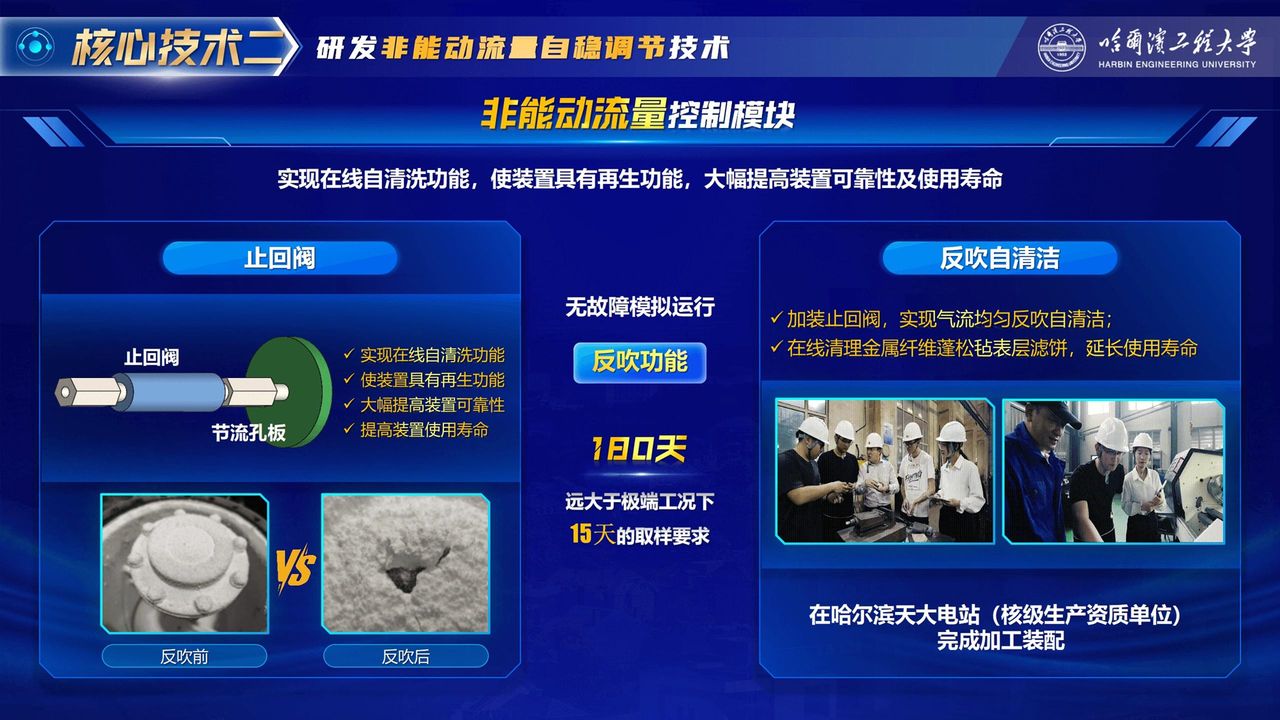 核心技术二
研发非能动流量自稳调节技术
哈尔滨工程大学
HARBIN ENGINEERING UNIVERSITY
非能动流量控制模块
实现在线自清洗功能，使装置具有再生功能，大幅提高装置可靠性及使用寿命
止回阀
止回阀
节流孔板
✓ 实现在线自清洗功能
✓ 使装置具有再生功能
✓ 大幅提高装置可靠性
✓ 提高装置使用寿命
VS
反吹前
反吹后
无故障模拟运行
反吹功能
180天
远大于极端工况下
15天的取样要求
反吹自清洁
✓ 加装止回阀，实现气流均匀反吹自清洁；
✓ 在线清理金属纤维蓬松毡表层滤饼，延长使用寿命
在哈尔滨天大电站（核级生产资质单位）
完成加工装配